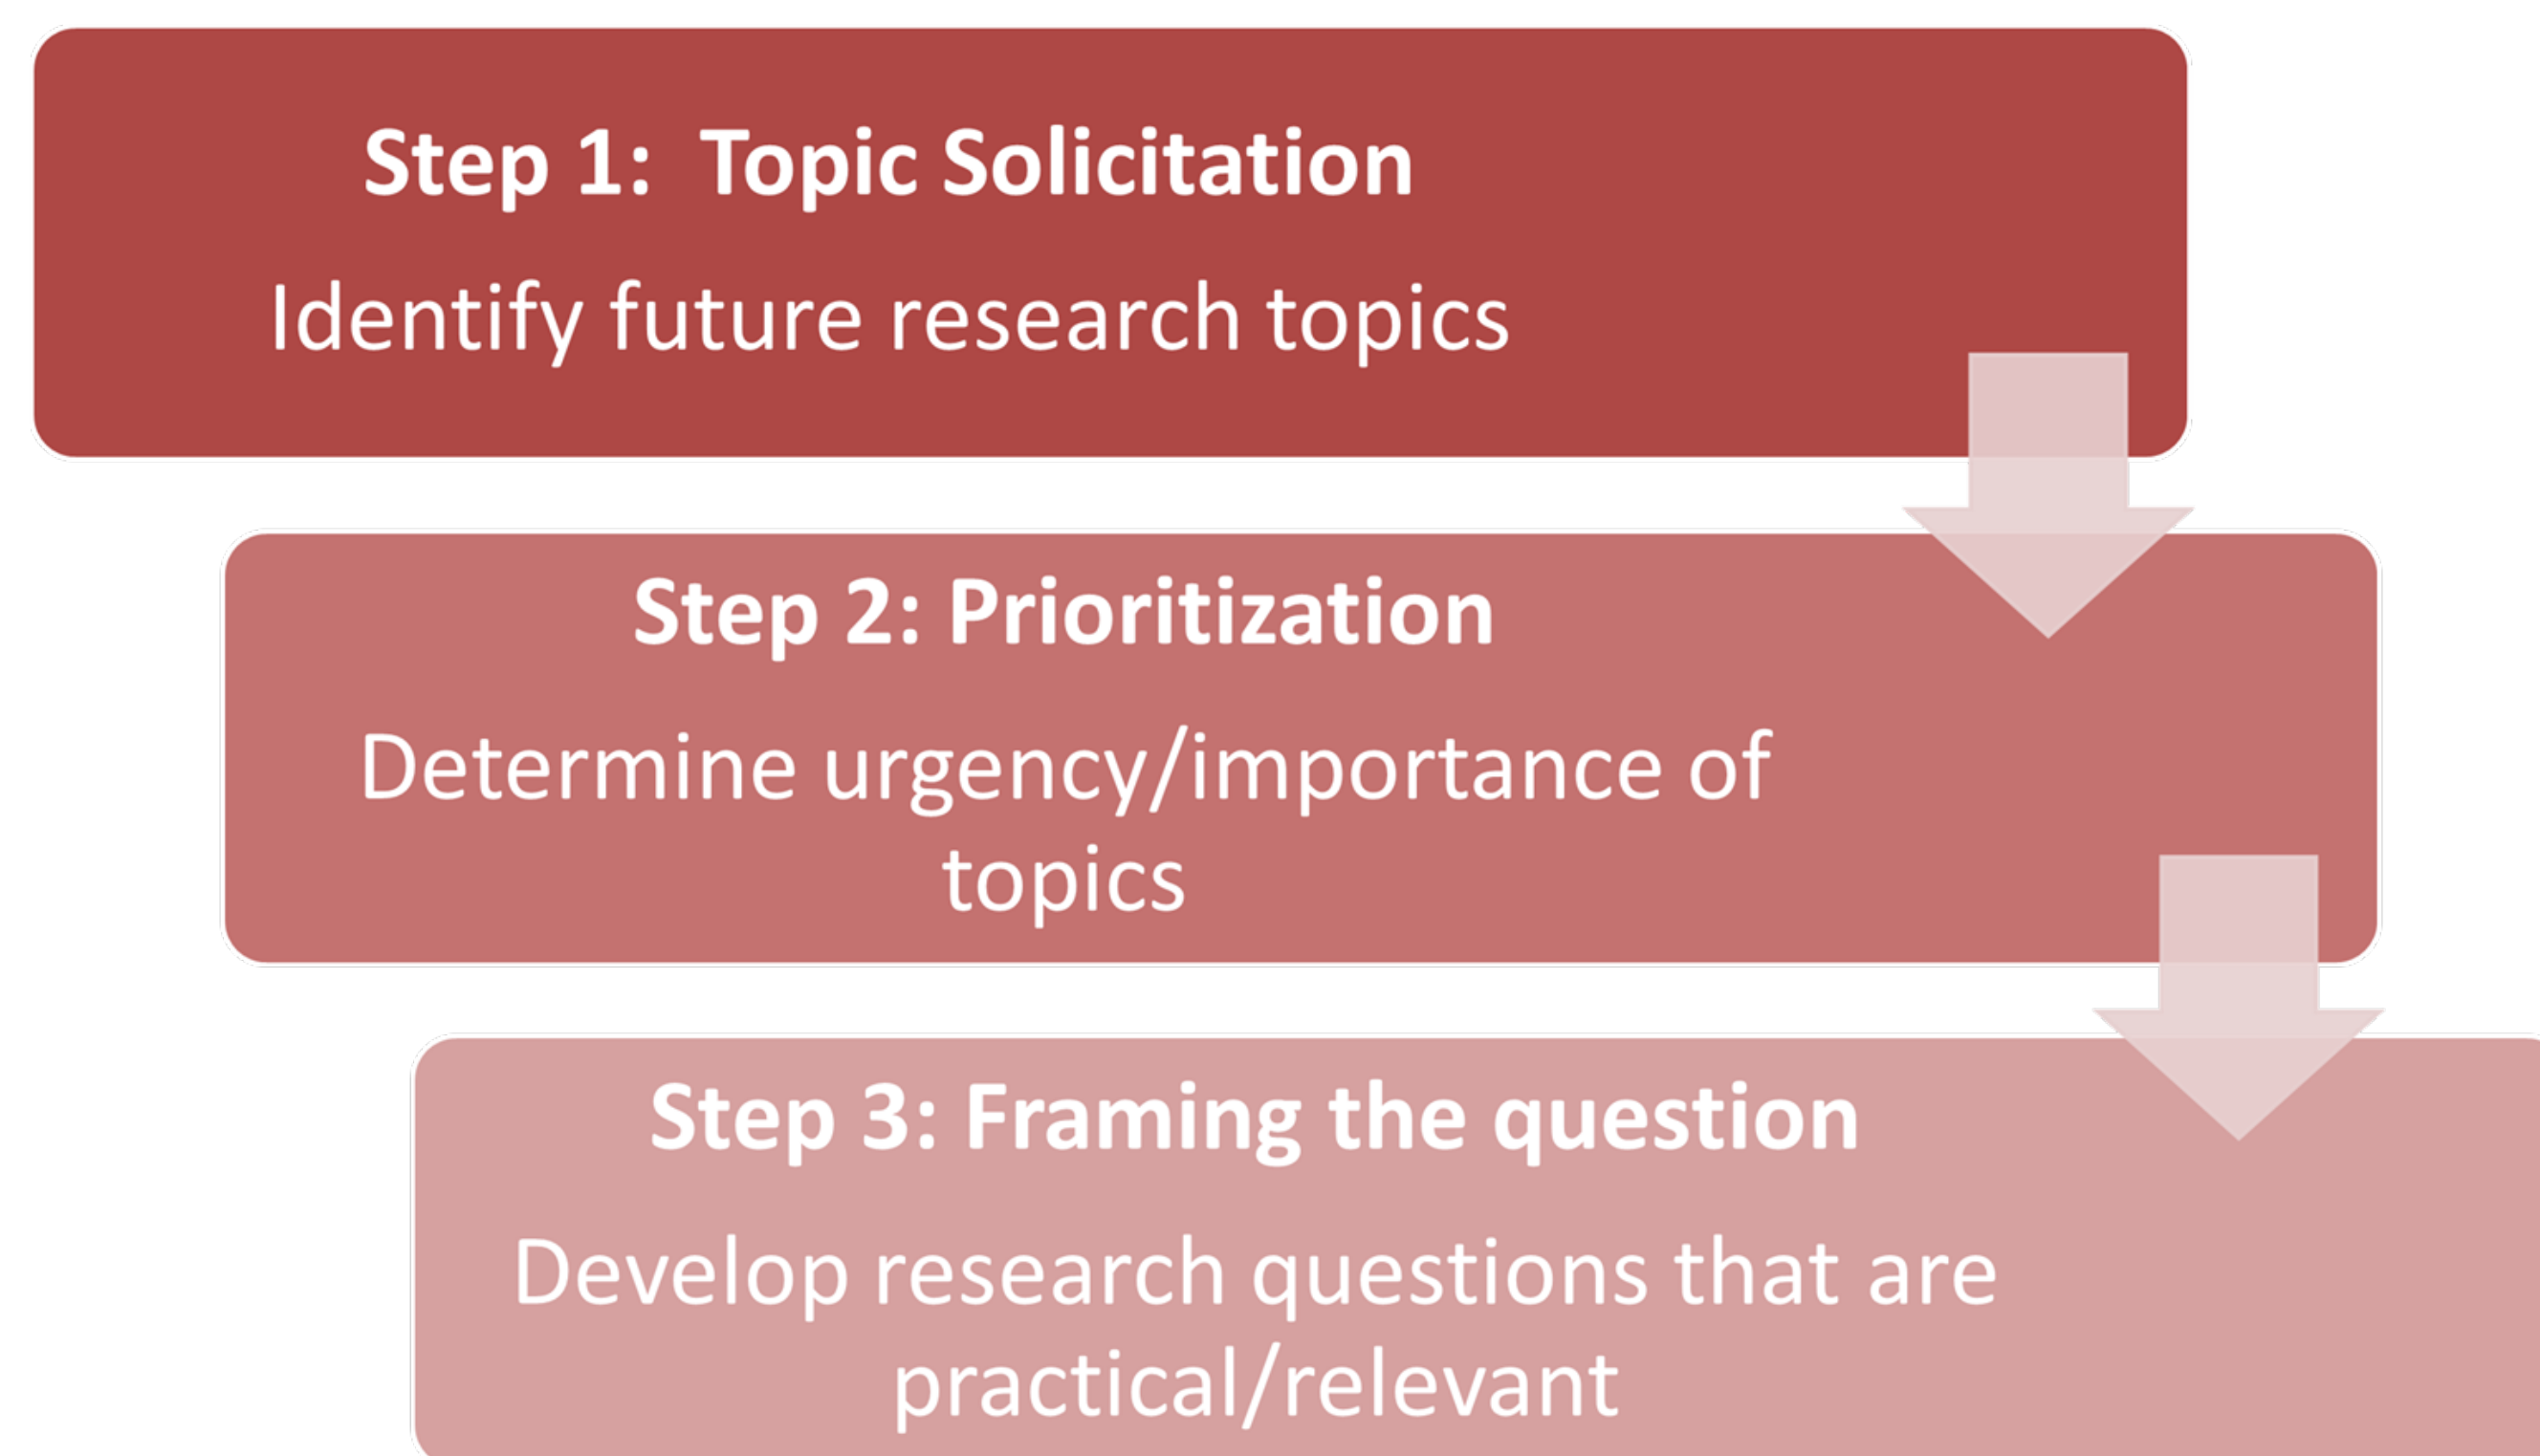 Step 1:  Topic Solicitation
Identify future research topics
Step 2: Prioritization
Determine urgency/importance of
topics
Step 3: Framing the question
Develop research questions that are
practical/relevant